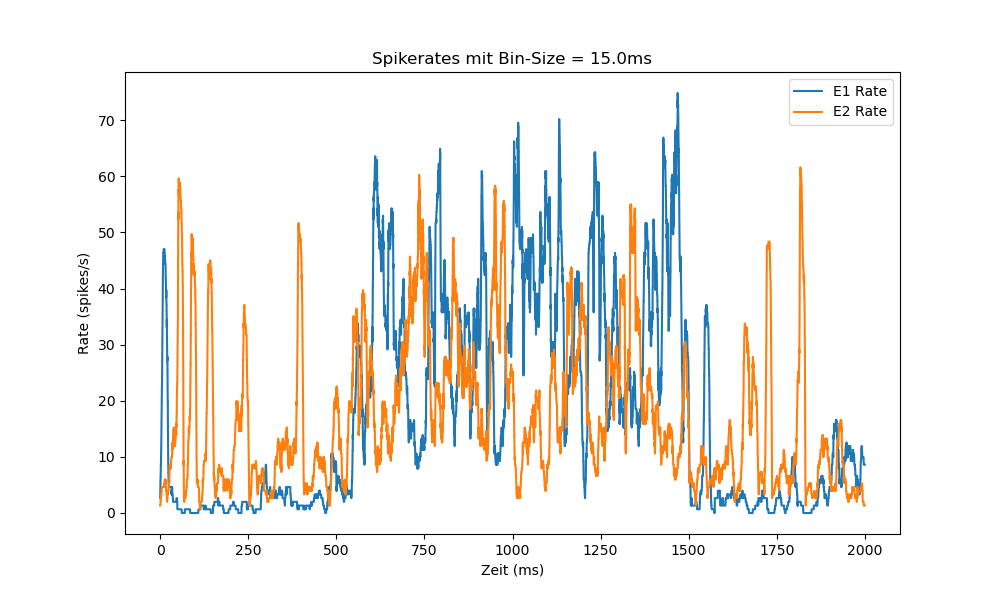 Spikerates mit Bin-Size = 15.0ms
E1 Rate
E2 Rate
Rate (spikes/s)
70
60
50
40
30
20
10
0
0 250 500 750 1000 1250 1500 1750 2000
Zeit (ms)